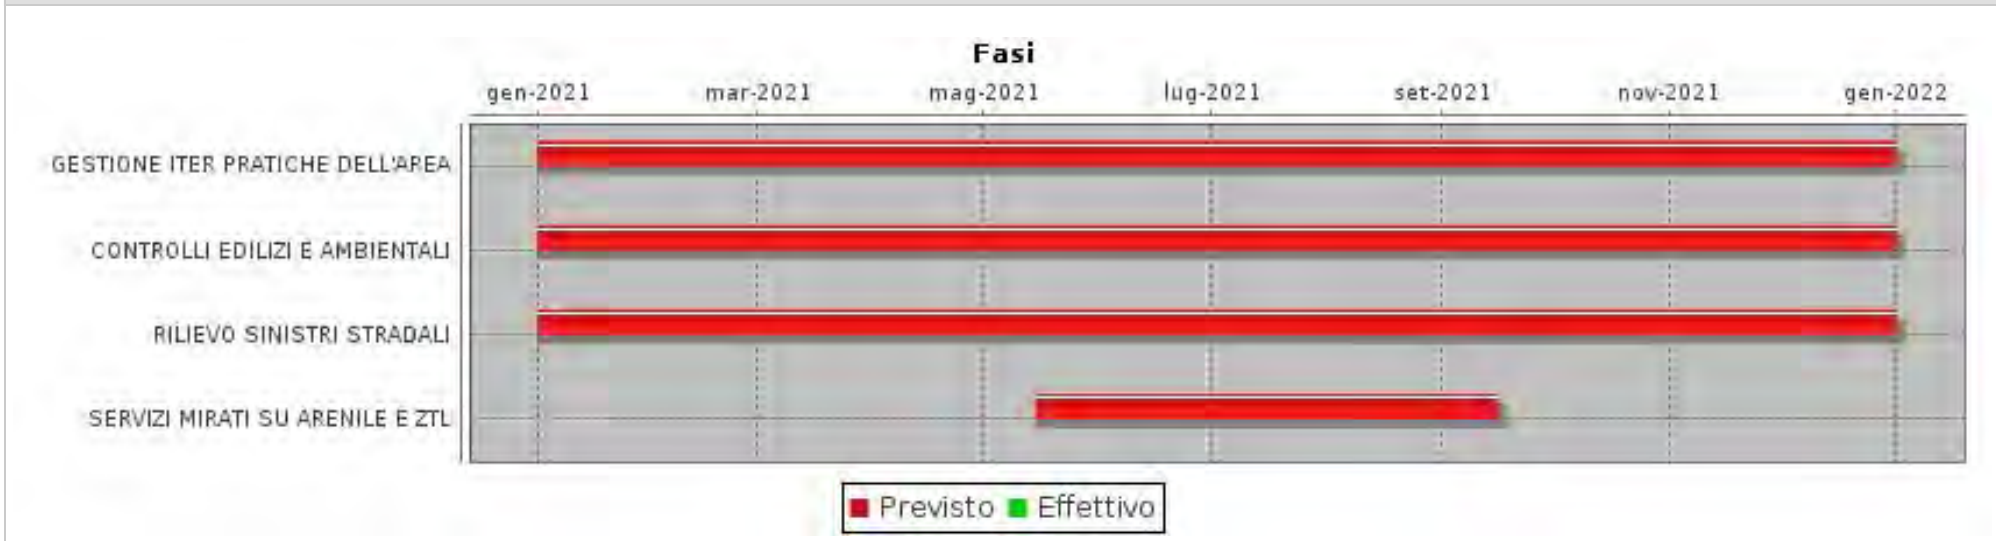 Fasi
gen-2021 mar-2021 mag-2021 lug-2021 set-2021 nov-2021 gen-2022
GESTIONE ITER PRATICHE DELL'AREA
CONTROLLI EDILIZI E AMBIENTALI
RILIEVO SINISTRI STRADALI
SERVIZI MIRATI SU ARENILE E ZTL
Previsto Effettivo